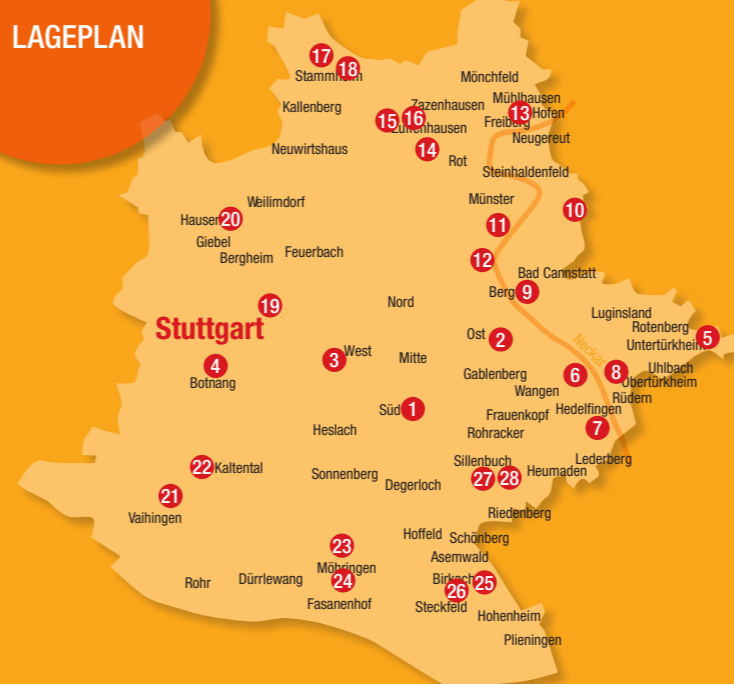 LAGEPLAN
17
18
Stammheim
Mönchfeld
Kallenberg
Zazenhausen
Mühlhausen
15
16
13
Hofen
Zuffenhausen
Freiberg
Neugereut
14
Neuwirtshaus
Rot
Steinhaldenfeld
Weilimdorf
Münster
10
Hausen
20
11
Giebel
Feuerbach
Bergheim
12
Bad Cannstatt
Berg
9
19
Nord
Luginsland
Stuttgart
Rotenberg
Ost
2
Neckar
Untertürkheim
5
3
West
Mitte
4
Botnang
Gablenberg
6
8
Uhlbach
Obertürkheim
Wangen
Rüdern
Süd
1
Frauenkopf
Hedelfingen
Heslach
Rohracker
7
22
Kaltental
Sonnenberg
Degerloch
Sillenbuch
Lederberg
27
28
Heumaden
21
Vaihingen
Riedenberg
Hoffeld
Schönberg
23
Asemwald
Möhringen
Rohr
Dürrlewang
24
Birkach
25
26
Fasanenhof
Steckfeld
Hohenheim
Plieningen